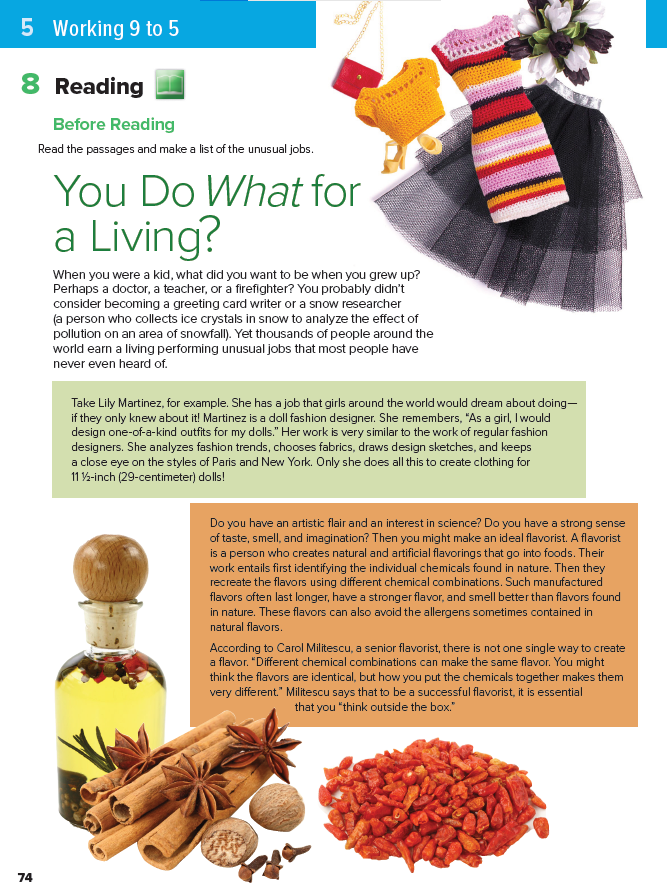 5 Working 9 to 5
8 Reading
Before Reading
Read the passages and make a list of the unusual jobs.
You Do What for
a Living?
When you were a kid, what did you want to be when you grew up?
Perhaps a doctor, a teacher, or a firefighter? You probably didn't
consider becoming a greeting card writer or a snow researcher
(a person who collects ice crystals in snow to analyze the effect of
pollution on an area of snowfall). Yet thousands of people around the
world earn a living performing unusual jobs that most people have
never even heard of.
Take Lily Martinez, for example. She has a job that girls around the world would dream about doing—
if they only knew about it! Martinez is a doll fashion designer. She remembers, “As a girl, I would
design one-of-a-kind outfits for my dolls.” Her work is very similar to the work of regular fashion
designers. She analyzes fashion trends, chooses fabrics, draws design sketches, and keeps
a close eye on the styles of Paris and New York. Only she does all this to create clothing for
11 ½-inch (29-centimeter) dolls!
Do you have an artistic flair and an interest in science? Do you have a strong sense
of taste, smell, and imagination? Then you might make an ideal flavorist. A flavorist
is a person who creates natural and artificial flavorings that go into foods. Their
work entails first identifying the individual chemicals found in nature. Then they
recreate the flavors using different chemical combinations. Such manufactured
flavors often last longer, have a stronger flavor, and smell better than flavors found
in nature. These flavors can also avoid the allergens sometimes contained in
natural flavors.
According to Carol Militescu, a senior flavorist, there is not one single way to create
a flavor. “Different chemical combinations can make the same flavor. You might
think the flavors are identical, but how you put the chemicals together makes them
very different.” Militescu says that to be a successful flavorist, it is essential
that you “think outside the box.”
74